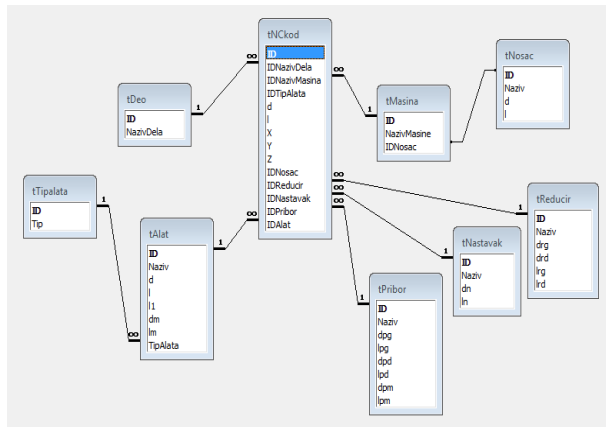 tNCkod
ID
IDNazivDela
IDNazivMasina
IDTipAlata
d
l
X
Y
Z
IDNosac
IDReducir
IDNastavak
IDPribor
IDAlat
∞
∞
∞
∞
∞
∞
tDeo
ID
NazivDela
1
tMasina
ID
NazivMasine
IDNosac
1
tNosac
ID
Naziv
d
l
tTipalata
ID
Tip
1
tAlat
ID
Naziv
d
l
l1
dm
lm
TipAlata
1
∞
tPribor
ID
Naziv
dpg
lpg
dpd
lpd
dpm
lpm
1
tNastavak
ID
Naziv
dn
ln
1
tReducir
ID
Naziv
drg
drd
lrg
lrd
1